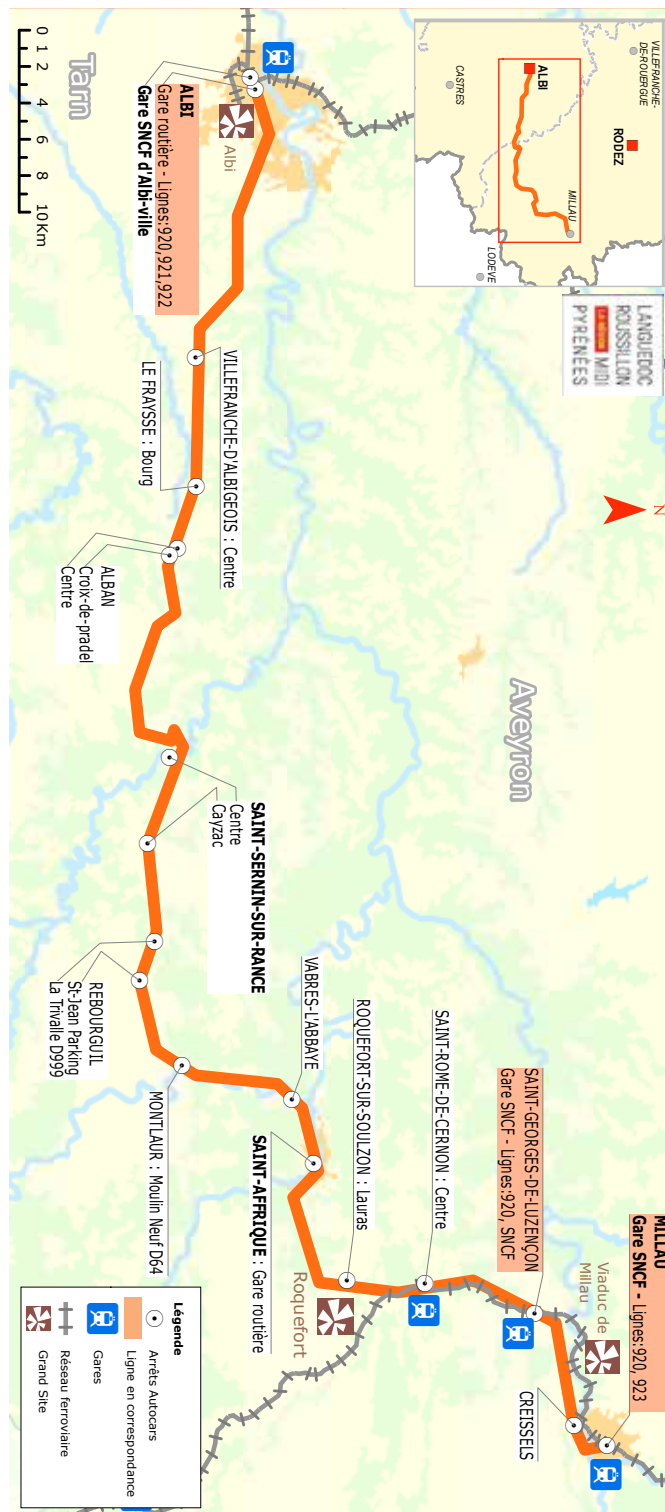 VILLEFRANCHE-
DE-ROUERGUE
RODEZ
ALBI
CASTRES
MILLAU
LODEVE
LANGUEDOC
ROUSSILLON
MIDI
PYRÉNÉES
N
Tarn
Aveyron
0 1 2 4 6 8 10Km
Albi
ALBI
Gare routière - Lignes:920,921,922
Gare SNCF d'Albi-ville
VILLEFRANCHE-D'ALBIGEOIS : Centre
LE FRAYSSE : Bourg
ALBAN
Croix-de-pradel
Centre
SAINT-SERNIN-SUR-RANCE
Centre
Cayzac
REBOURGUIL
St-Jean Parking
La Trivalle D999
MONTLAUR : Moulin Neuf D64
VABRES-L'ABBAYE
SAINT-AFFRIQUE : Gare routière
ROQUEFORT-SUR-SOULZON : Lauras
Roquefort
SAINT-ROME-DE-CERNON : Centre
SAINT-GEORGES-DE-LUZENÇON
Gare SNCF - Lignes:920, SNCF
Viaduc de
Millau
CREISSELS
MILLAU
Gare SNCF - Lignes:920, 923
Légende
Arrêts Autocars
Ligne en correspondance
Gares
Réseau ferroviaire
Grand Site